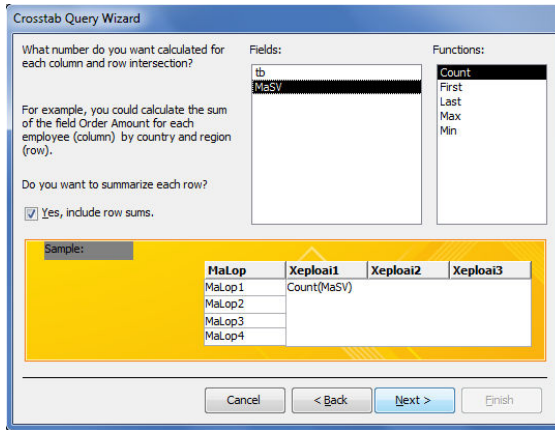 Crosstab Query Wizard
What number do you want calculated for
each column and row intersection?
For example, you could calculate the sum
of the field Order Amount for each
employee (column) by country and region
(row).
Do you want to summarize each row?
Yes, include row sums.
Fields:
tb
MaSV
Functions:
Count
First
Last
Max
Min
Sample:
MaLop Xeploai1 Xeploai2 Xeploai3
MaLop1 Count(MaSV)
MaLop2
MaLop3
MaLop4
Cancel < Back Next > Finish